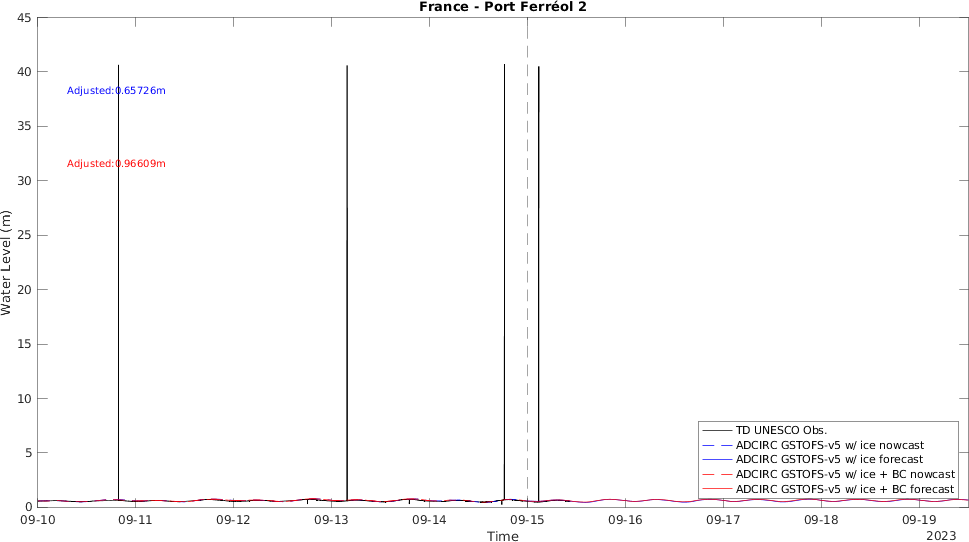 France - Port Ferréol 2
45
40
35
30
25
20
15
10
5
0
Water Level (m)
Adjusted:0.65726m
Adjusted:0.96609m
TD UNESCO Obs.
ADCIRC GSTOFS-v5 w/ ice nowcast
ADCIRC GSTOFS-v5 w/ ice forecast
ADCIRC GSTOFS-v5 w/ ice + BC nowcast
ADCIRC GSTOFS-v5 w/ ice + BC forecast
09-10 09-11 09-12 09-13 09-14 09-15 09-16 09-17 09-18 09-19
Time
2023